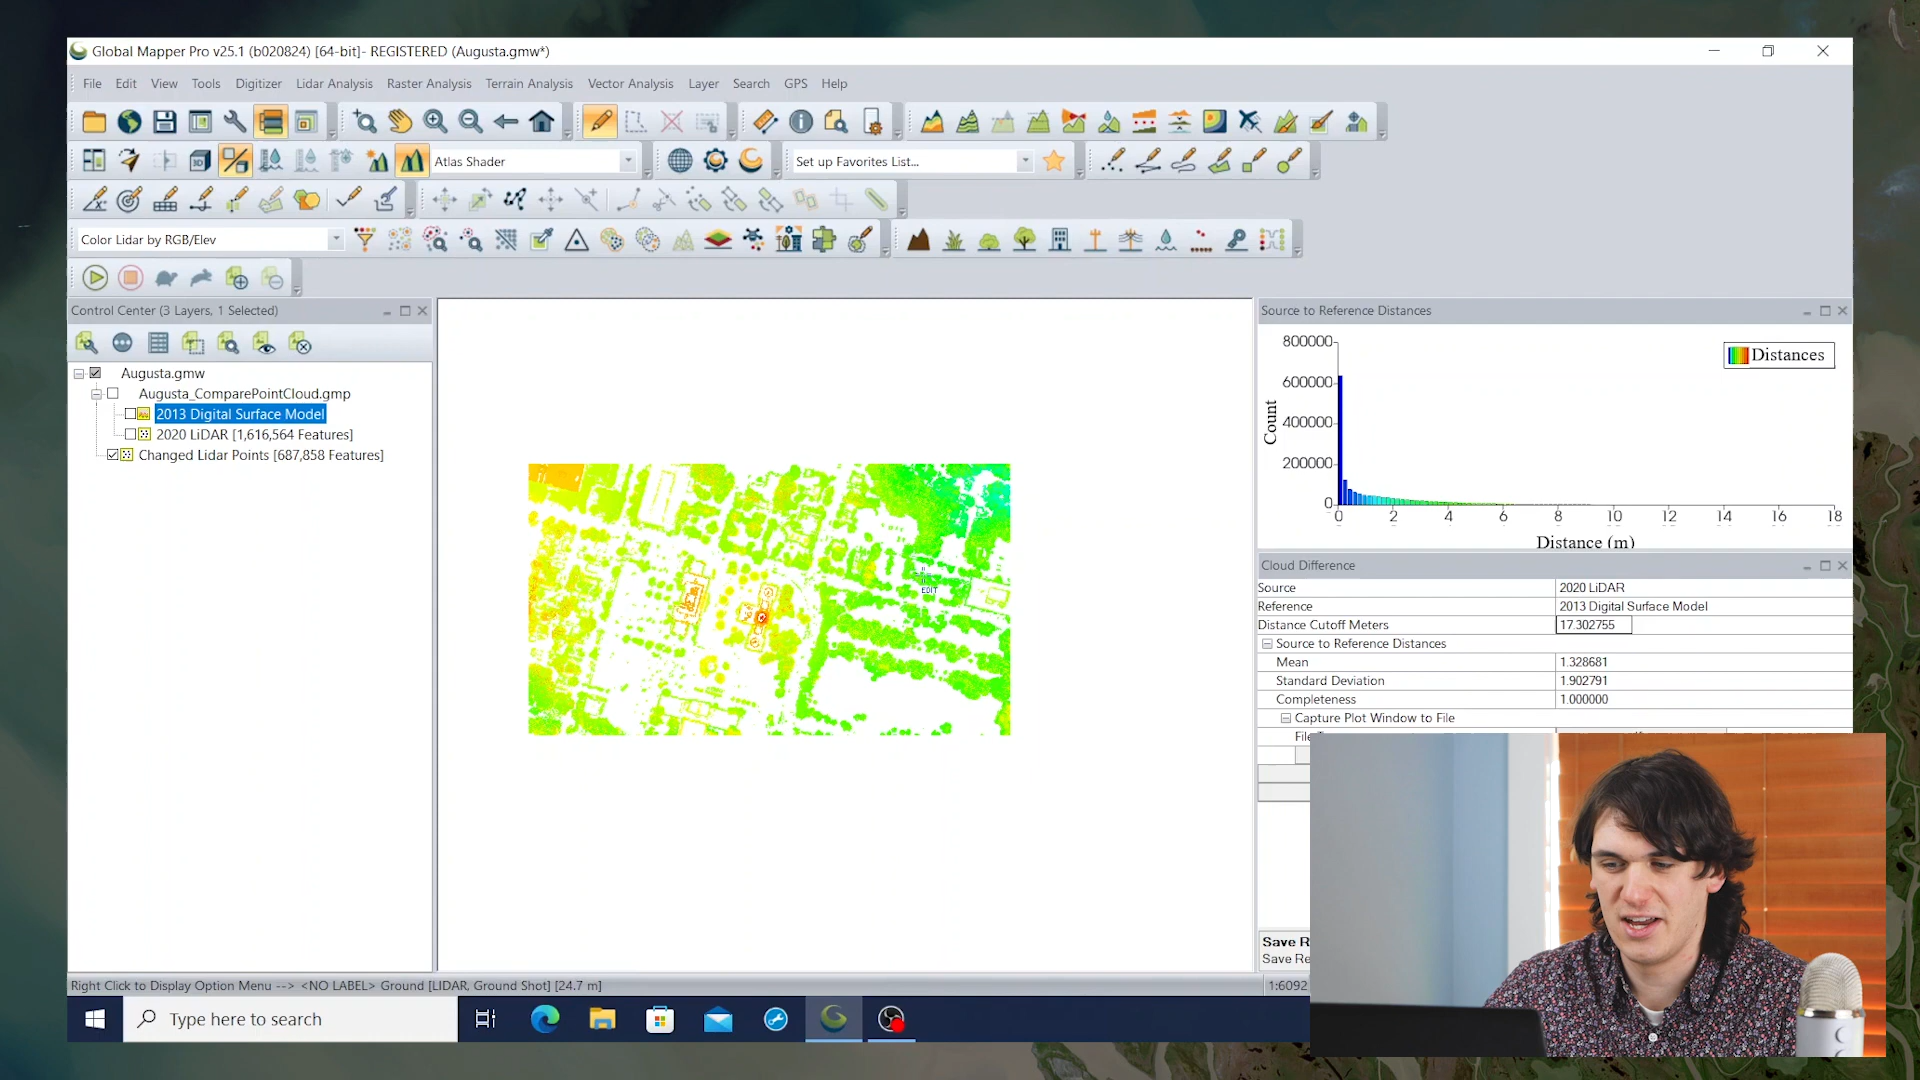 Global Mapper Pro v25.1 (b020824) [64-bit]- REGISTERED (Augusta.gmw*)
File Edit View Tools Digitizer Lidar Analysis Raster Analysis Terrain Analysis Vector Analysis Layer Search GPS Help
Atlas Shader
Set up Favorites List...
Color Lidar by RGB/Elev
Control Center (3 Layers, 1 Selected)
Augusta.gmw
Augusta_ComparePointCloud.gmp
2013 Digital Surface Model
2020 LiDAR [1,616,564 Features]
Changed Lidar Points [687,858 Features]
EDIT
Source to Reference Distances
800000
600000
400000
200000
0
Count
Distances
0 2 4 6 8 10 12 14 16 18
Distance (m)
Cloud Difference
Source 2020 LiDAR
Reference 2013 Digital Surface Model
Distance Cutoff Meters 17.302755
Source to Reference Distances
Mean 1.328681
Standard Deviation 1.902791
Completeness 1.000000
Capture Plot Window to File
Save R
Save Re
Right Click to Display Option Menu --> <NO LABEL> Ground [LIDAR, Ground Shot] [24.7 m]
1:6092
Type here to search